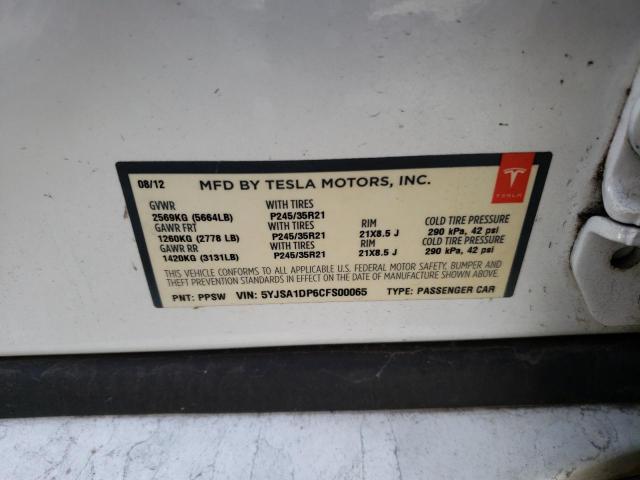 08/12 MFD BY TESLA MOTORS, INC.
TESLA
GVWR WITH TIRES
2569KG (5664LB) P245/35R21
GAWR FRT WITH TIRES RIM COLD TIRE PRESSURE
1260KG (2778 LB) P245/35R21 21X8.5 J 290 kPa, 42 psi
GAWR RR WITH TIRES RIM COLD TIRE PRESSURE
1420KG (3131LB) P245/35R21 21X8.5 J 290 kPa, 42 psi
THIS VEHICLE CONFORMS TO ALL APPLICABLE U.S. FEDERAL MOTOR SAFETY, BUMPER AND
THEFT PREVENTION STANDARDS IN EFFECT ON THE DATE OF MANUFACTURE SHOWN ABOVE.
PNT: PPSW VIN: 5YJSA1DP6CFS00065 TYPE: PASSENGER CAR